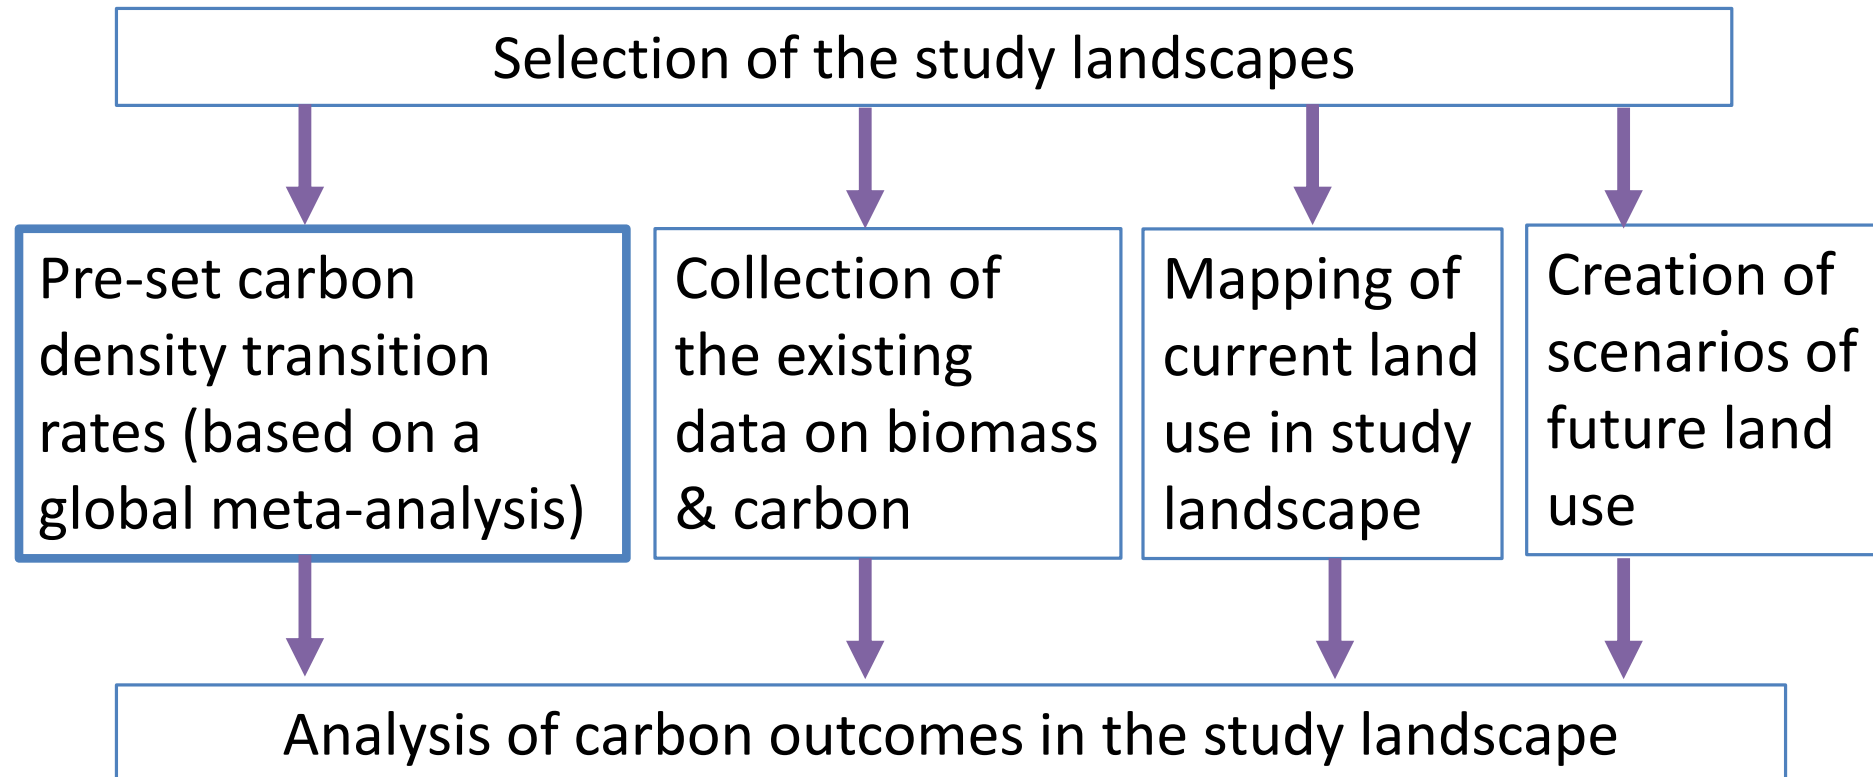 Selection of the study landscapes
Pre-set carbon
density transition
rates (based on a
global meta-analysis)
Collection of
the existing
data on biomass
& carbon
Mapping of
current land
use in study
landscape
Creation of
scenarios of
future land
use
Analysis of carbon outcomes in the study landscape